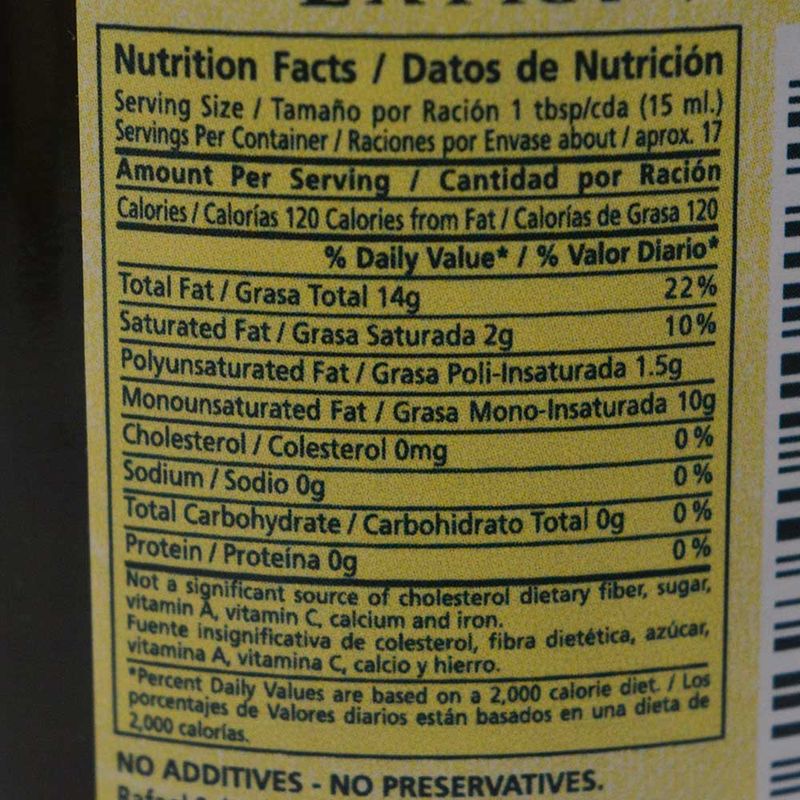 Nutrition Facts / Datos de Nutrición
Serving Size / Tamaño por Ración 1 tbsp/cda (15 ml.)
Servings Per Container / Raciones por Envase about / aprox. 17
Amount Per Serving / Cantidad por Ración
Calories / Calorías 120 Calories from Fat / Calorías de Grasa 120
% Daily Value* / % Valor Diario*
Total Fat / Grasa Total 14g 22%
Saturated Fat / Grasa Saturada 2g 10%
Polyunsaturated Fat / Grasa Poli-Insaturada 1.5g
Monounsaturated Fat / Grasa Mono-Insaturada 10g
Cholesterol / Colesterol 0mg 0%
Sodium / Sodio 0g 0%
Total Carbohydrate / Carbohidrato Total 0g 0%
Protein / Proteína 0g 0%
Not a significant source of cholesterol dietary fiber, sugar,
vitamin A, vitamin C, calcium and iron.
Fuente insignificativa de colesterol, fibra dietética, azúcar,
vitamina A, vitamina C, calcio y hierro.
*Percent Daily Values are based on a 2,000 calorie diet. / Los
porcentajes de Valores diarios están basados en una dieta de
2,000 calorías.
NO ADDITIVES - NO PRESERVATIVES.